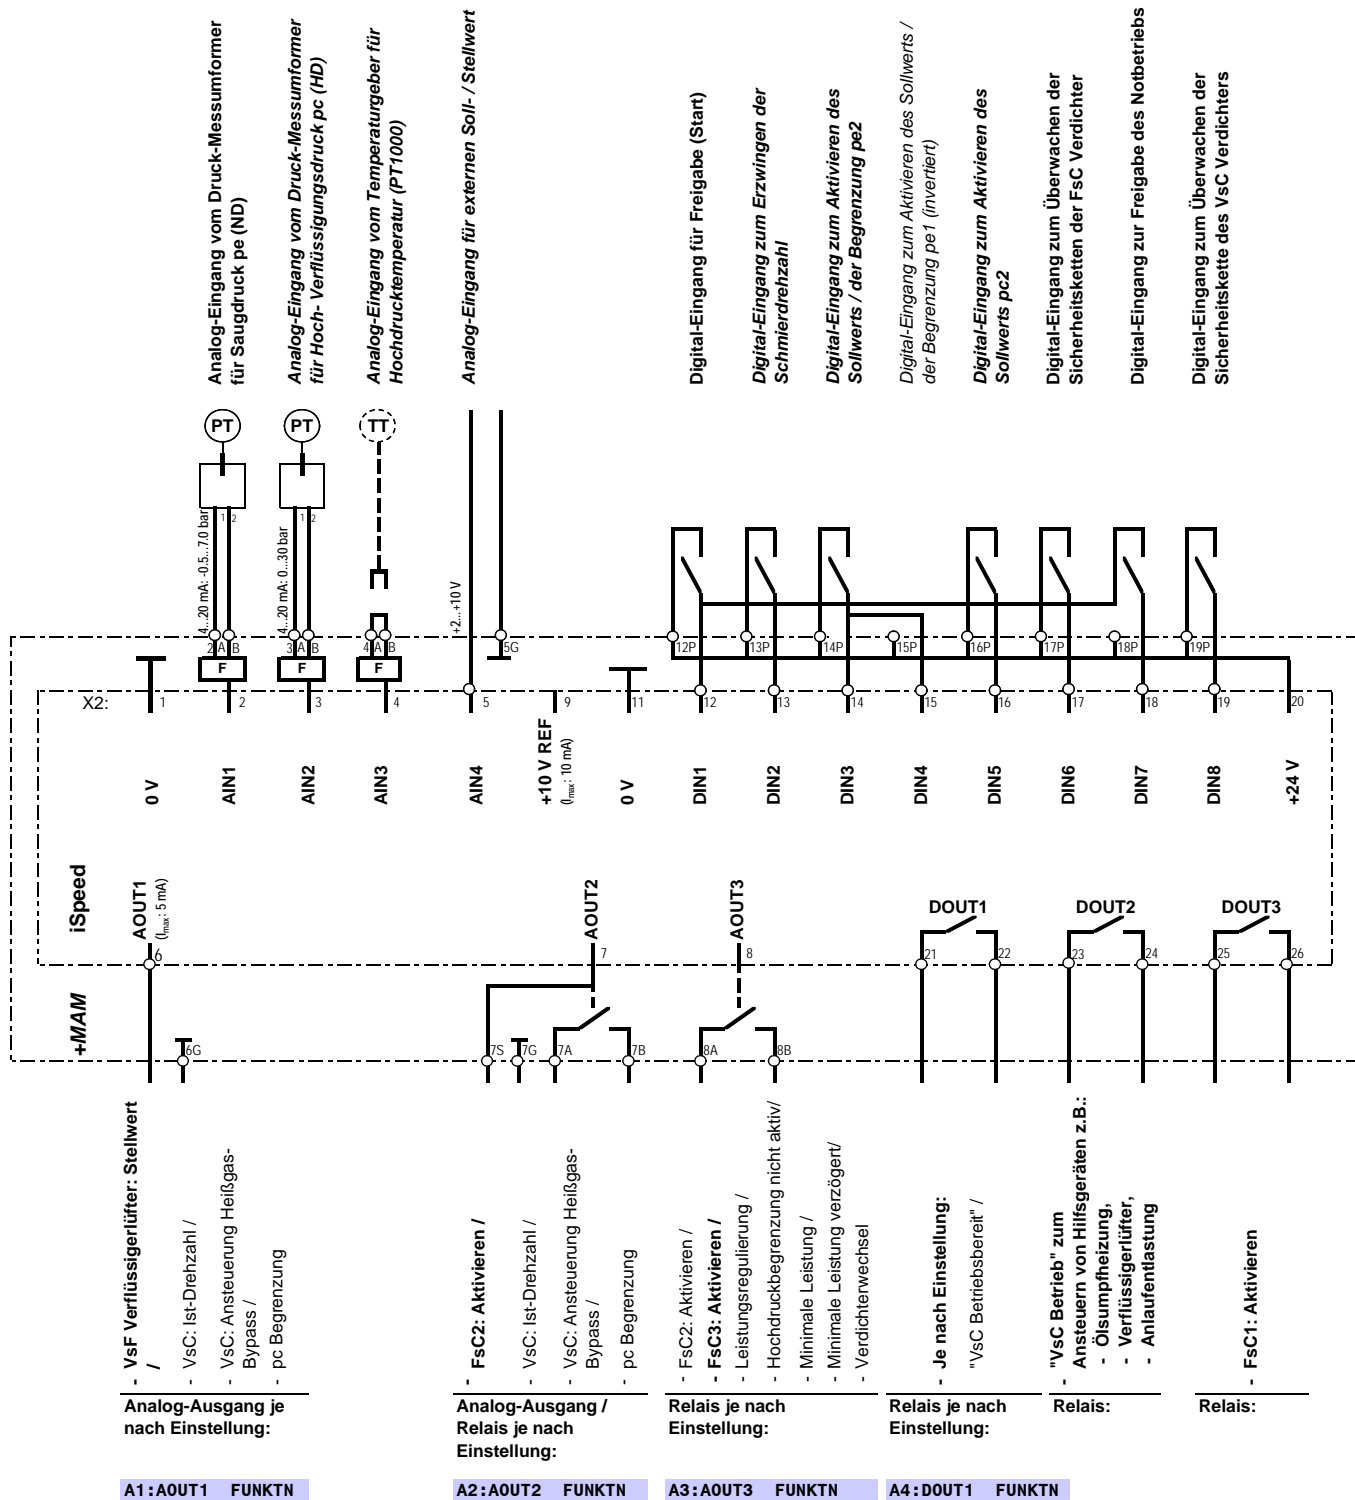 Analog-Eingang vom Druck-Messumformer
für Saugdruck pe (ND)
Analog-Eingang vom Druck-Messumformer
für Hoch- Verflüssigungsdruck pc (HD)
Analog-Eingang vom Temperaturgeber für
Hochdrucktemperatur (PT1000)
Analog-Eingang für externen Soll- / Stellwert
Digital-Eingang für Freigabe (Start)
Digital-Eingang zum Erzwingen der
Schmierdrehzahl
Digital-Eingang zum Aktivieren des
Sollwerts / der Begrenzung pe2
Digital-Eingang zum Aktivieren des Sollwerts /
der Begrenzung pe1 (invertiert)
Digital-Eingang zum Aktivieren des
Sollwerts pc2
Digital-Eingang zum Überwachen der
Sicherheitsketten der FsC Verdichter
Digital-Eingang zur Freigabe des Notbetriebs
Digital-Eingang zum Überwachen der
Sicherheitskette des VsC Verdichters
PT
PT
TT
1 2
1 2
4...20 mA: -0.5...7.0 bar
4...20 mA: 0...30 bar
+2...+10 V
2 A B
3 A B
4 A B
5G
12P
13P
14P
15P
16P
17P
18P
19P
F
F
F
X2:
1
2
3
4
5
9
11
12
13
14
15
16
17
18
19
20
0 V
AIN1
AIN2
AIN3
AIN4
+10 V REF
(Imax: 10 mA)
0 V
DIN1
DIN2
DIN3
DIN4
DIN5
DIN6
DIN7
DIN8
+24 V
iSpeed
AOUT1
(Imax: 5 mA)
AOUT2
AOUT3
DOUT1
DOUT2
DOUT3
6
7
8
21
22
23
24
25
26
+MAM
6G
7S
7G
7A
7B
8A
8B
- VsF Verflüssigerlüfter: Stellwert
/
- VsC: Ist-Drehzahl /
- VsC: Ansteuerung Heißgas-
Bypass /
- pc Begrenzung
Analog-Ausgang je
nach Einstellung:
- FsC2: Aktivieren /
- VsC: Ist-Drehzahl /
- VsC: Ansteuerung Heißgas-
Bypass /
- pc Begrenzung
Analog-Ausgang /
Relais je nach
Einstellung:
- FsC2: Aktivieren /
- FsC3: Aktivieren /
- Leistungsregulierung /
- Hochdruckbegrenzung nicht aktiv/
- Minimale Leistung /
- Minimale Leistung verzögert/
- Verdichterwechsel
Relais je nach
Einstellung:
- Je nach Einstellung:
"VsC Betriebsbereit" /
Relais je nach
Einstellung:
- "VsC Betrieb" zum
Ansteuern von Hilfsgeräten z.B.:
- Ölsumpfheizung,
- Verflüssigerlüfter,
- Anlaufentlastung
Relais:
- FsC1: Aktivieren
Relais:
A1:AOUT1 FUNKTN
A2:AOUT2 FUNKTN
A3:AOUT3 FUNKTN
A4:DOUT1 FUNKTN